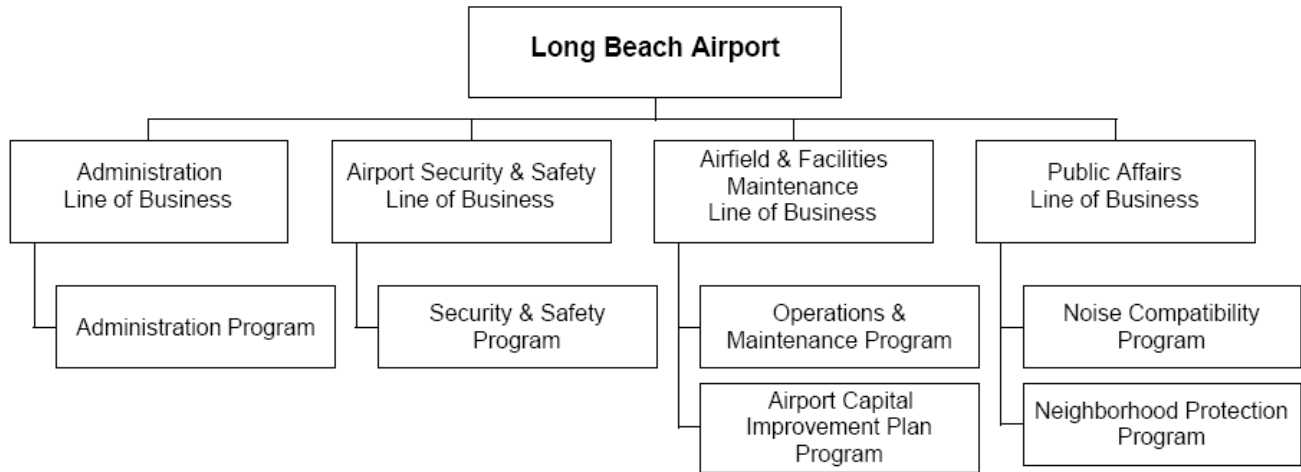 Long Beach Airport
Administration
Line of Business
Airport Security & Safety
Line of Business
Airfield & Facilities
Maintenance
Line of Business
Public Affairs
Line of Business
Administration Program
Security & Safety
Program
Operations &
Maintenance Program
Noise Compatibility
Program
Airport Capital
Improvement Plan
Program
Neighborhood Protection
Program